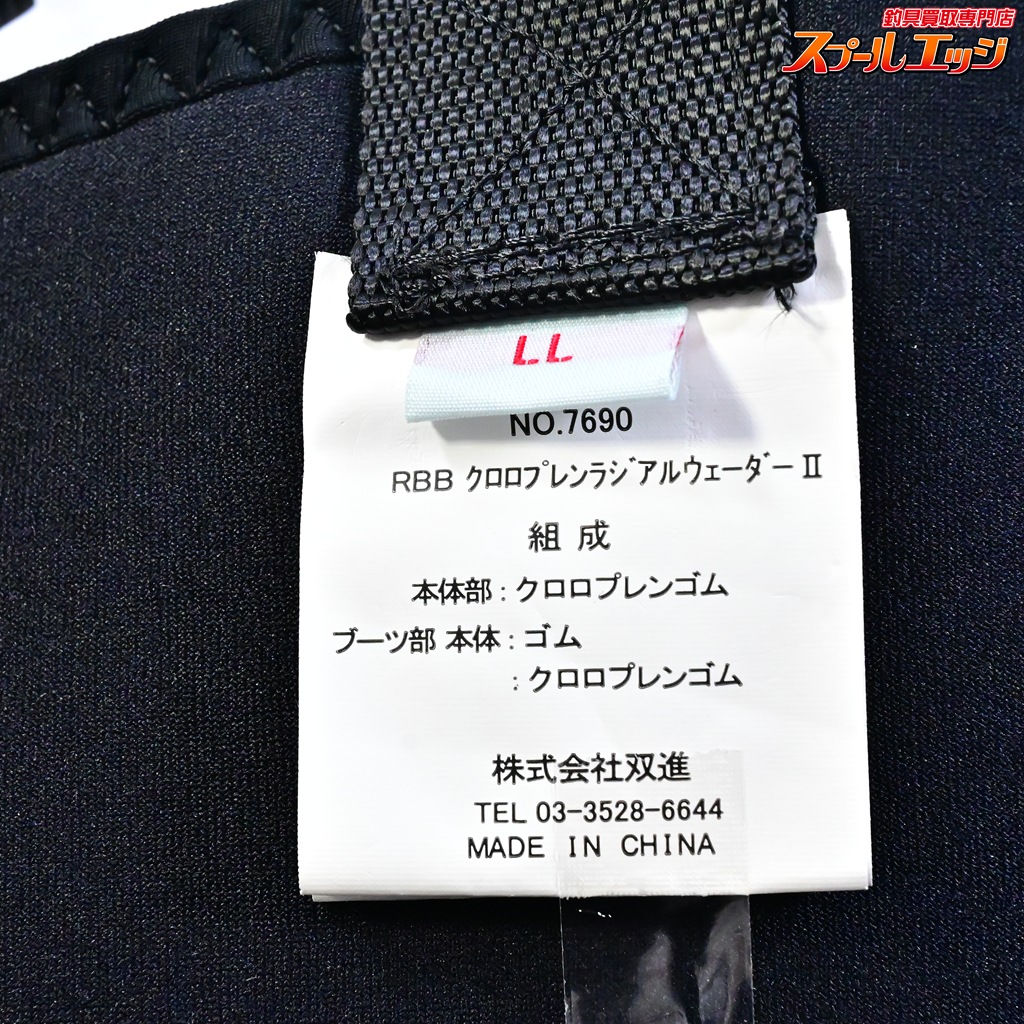 釣具買取専門店
スプールエッジ
LL
NO.7690
RBB クロロプレンラジアルウェーダーⅡ
組成
本体部:クロロプレンゴム
ブーツ部 本体:ゴム
:クロロプレンゴム
株式会社双進
TEL 03-3528-6644
MADE IN CHINA